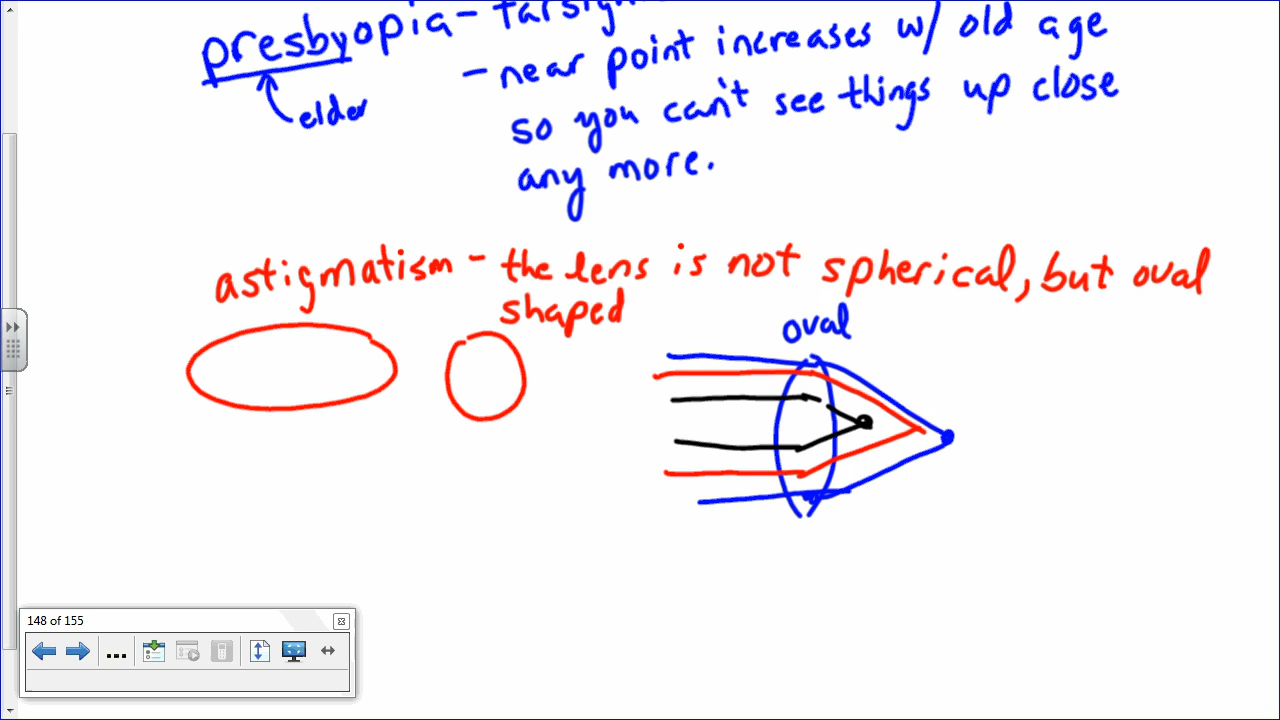 presbyopia -
- near point increases w/ old age
elder
so you can't see things up close
any more.
astigmatism - the lens is not spherical, but oval
shaped
oval
148 of 155